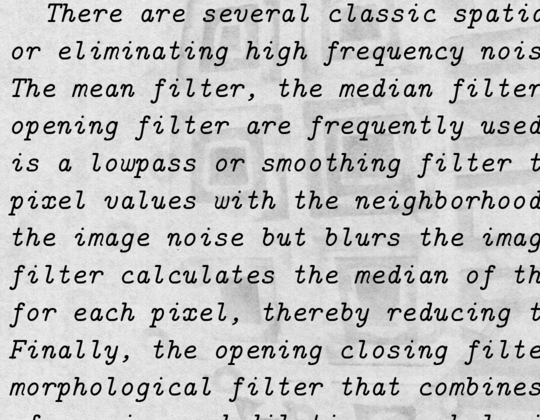 There are several classic spatia
or eliminating high frequency nois
The mean filter, the median filter
opening filter are frequently used
is a lowpass or smoothing filter t
pixel values with the neighborhood
the image noise but blurs the imag
filter calculates the median of th
for each pixel, thereby reducing t
Finally, the opening closing filte
morphological filter that combines